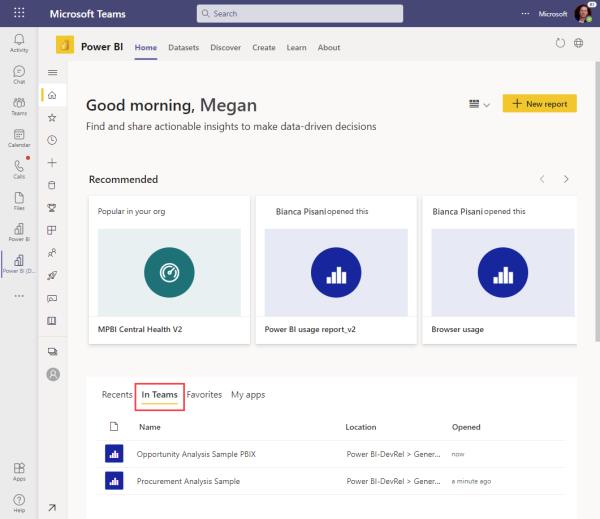 Microsoft Teams
Megan
Microsoft
Activity
Chat
Teams
Calendar
Calls
Files
Power BI
Power BI (D...
Apps
Help
Power BI
Home Datasets Discover Create Learn About
Good morning, Megan
Find and share actionable insights to make data-driven decisions
New report
Recommended
Popular in your org
MPBI Central Health V2
Bianca Pisani opened this
Power BI usage report_v2
Bianca Pisani opened this
Browser usage
Recents In Teams Favorites My apps
Name Location Opened
Opportunity Analysis Sample PBIX Power BI-DevRel > Gener... now
Procurement Analysis Sample Power BI-DevRel > Gener... a minute ago